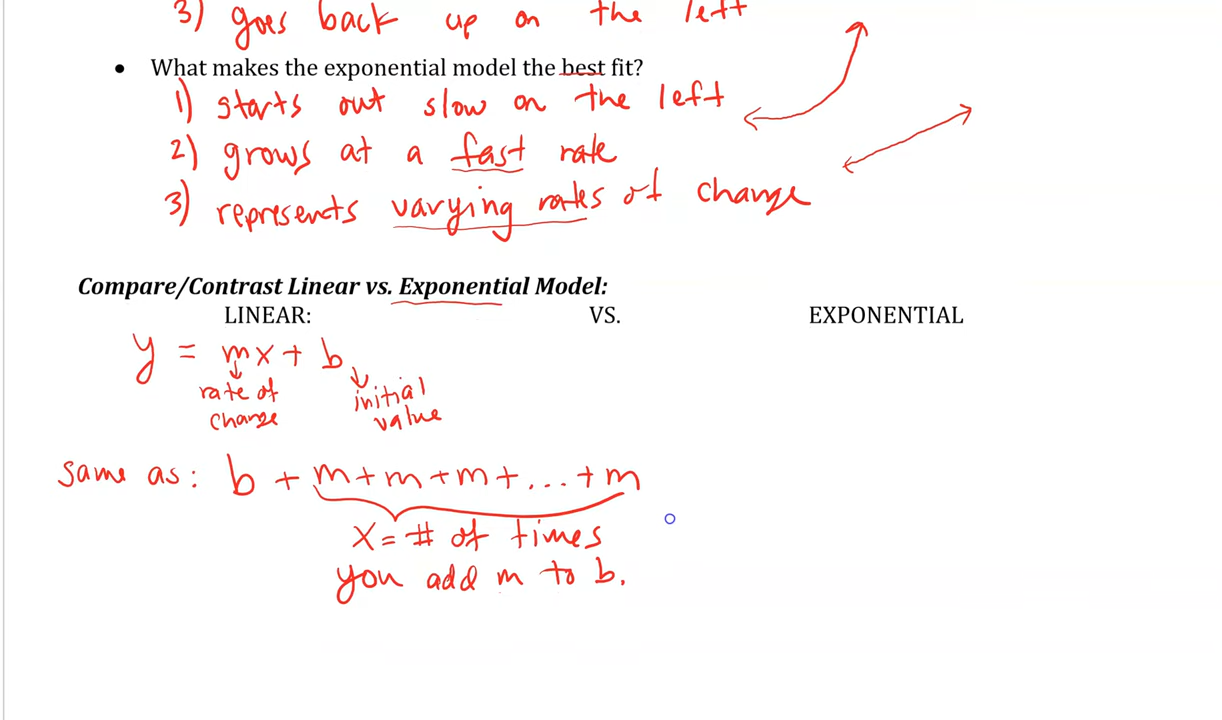 3) goes back up on the left
• What makes the exponential model the best fit?
1) starts out slow on the left
2) grows at a fast rate
3) represents varying rates of change
Compare/Contrast Linear vs. Exponential Model:
LINEAR: VS. EXPONENTIAL
y = mx + b
rate of change
initial value
same as: b + m + m + m + ... + m
x = # of times
you add m to b.